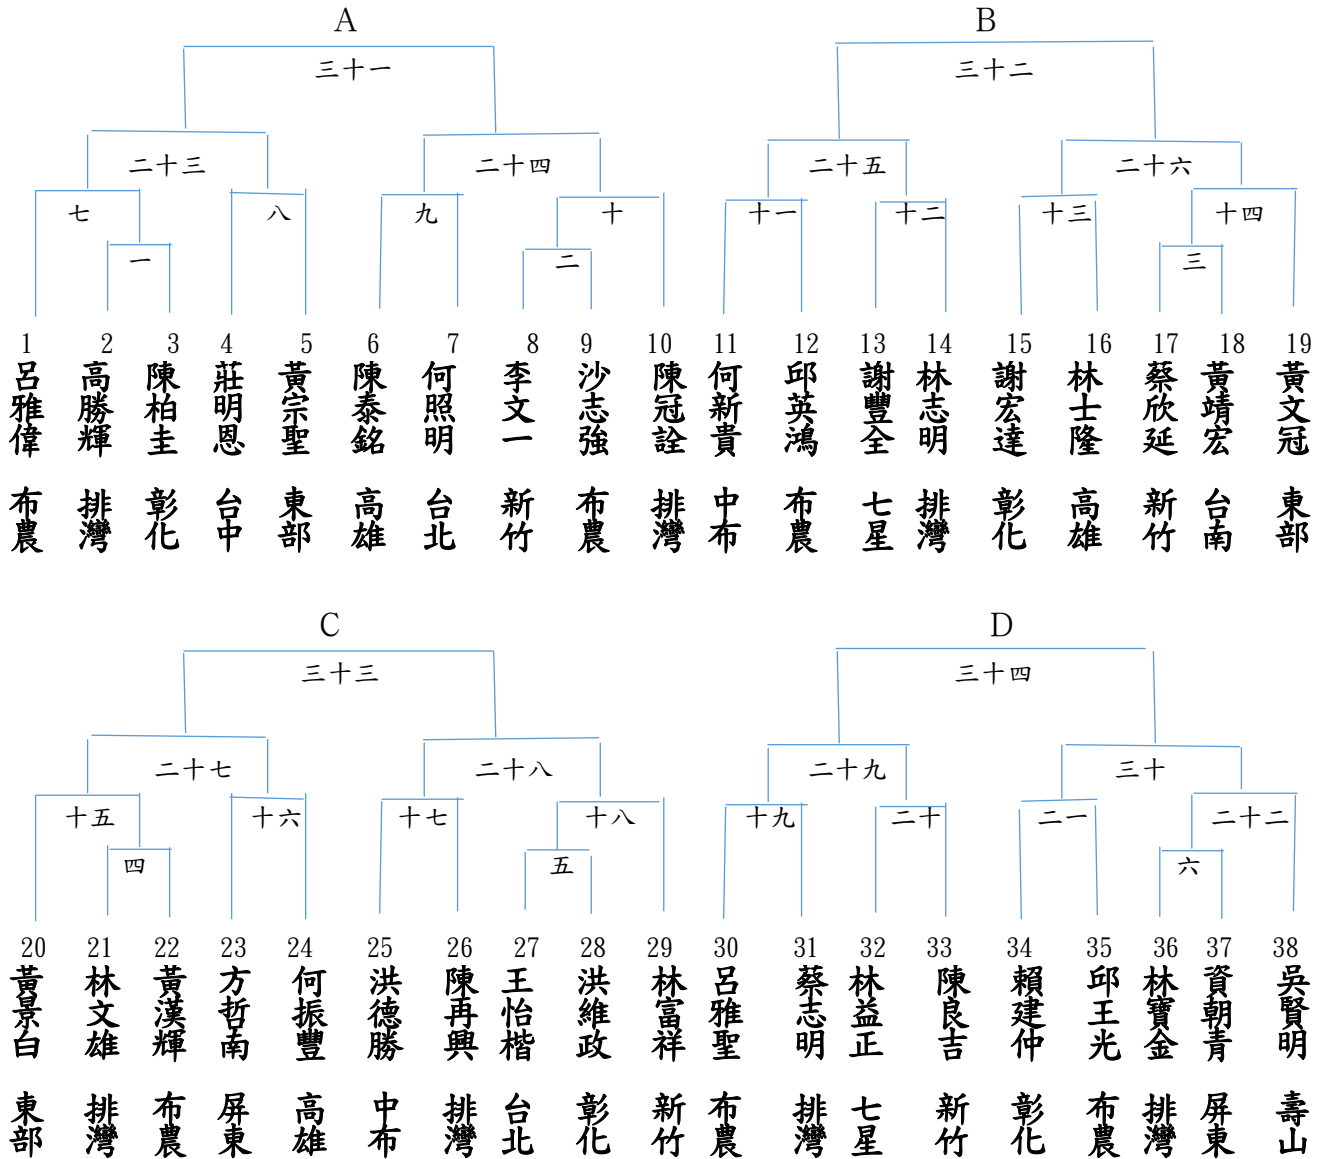 A B
三十一 三十二
二十三 二十四 二十五 二十六
七 八 九 十 十一 十二 十三 十四
一 二 三
1 2 3 4 5 6 7 8 9 10 11 12 13 14 15 16 17 18 19
呂雅偉 高勝輝 陳柏圭 莊明恩 黃宗聖 陳泰銘 何照明 李文一 沙志強 陳冠詮 何新貴 邱英鴻 謝豐全 林志明 謝宏達 林士隆 蔡欣延 黃靖宏 黃文冠
布農 排灣 彰化 台中 東部 高雄 台北 新竹 布農 排灣 中布 布農 七星 排灣 彰化 高雄 新竹 台南 東部
C D
三十三 三十四
二十七 二十八 二十九 三十
十五 十六 十七 十八 十九 二十 二一 二十二
四 五 六
20 21 22 23 24 25 26 27 28 29 30 31 32 33 34 35 36 37 38
黃景白 林文雄 黃漢輝 方哲南 何振豐 洪德勝 陳再興 王怡楷 洪維政 林富祥 呂雅聖 蔡志明 林益正 陳良吉 賴建仲 邱王光 林寶金 資朝青 吳賢明
東部 排灣 布農 屏東 高雄 中布 排灣 台北 彰化 新竹 布農 排灣 七星 新竹 彰化 布農 排灣 屏東 壽山